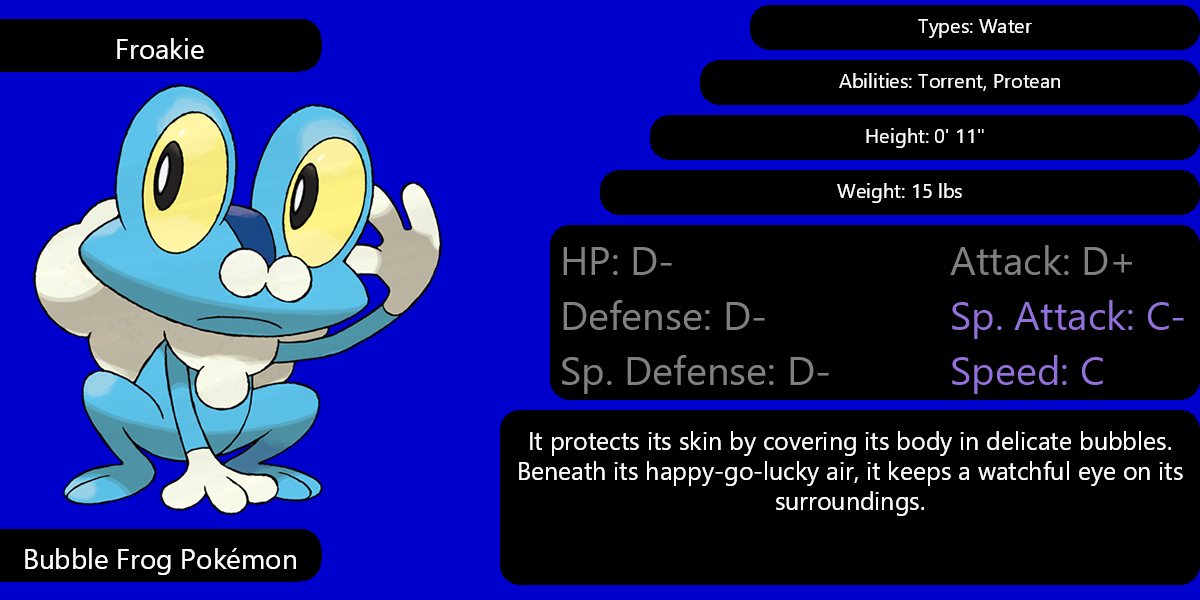 Froakie
Types: Water
Abilities: Torrent, Protean
Height: 0' 11"
Weight: 15 lbs
HP: D-
Attack: D+
Defense: D-
Sp. Attack: C-
Sp. Defense: D-
Speed: C
It protects its skin by covering its body in delicate bubbles.
Beneath its happy-go-lucky air, it keeps a watchful eye on its
surroundings.
Bubble Frog Pokémon